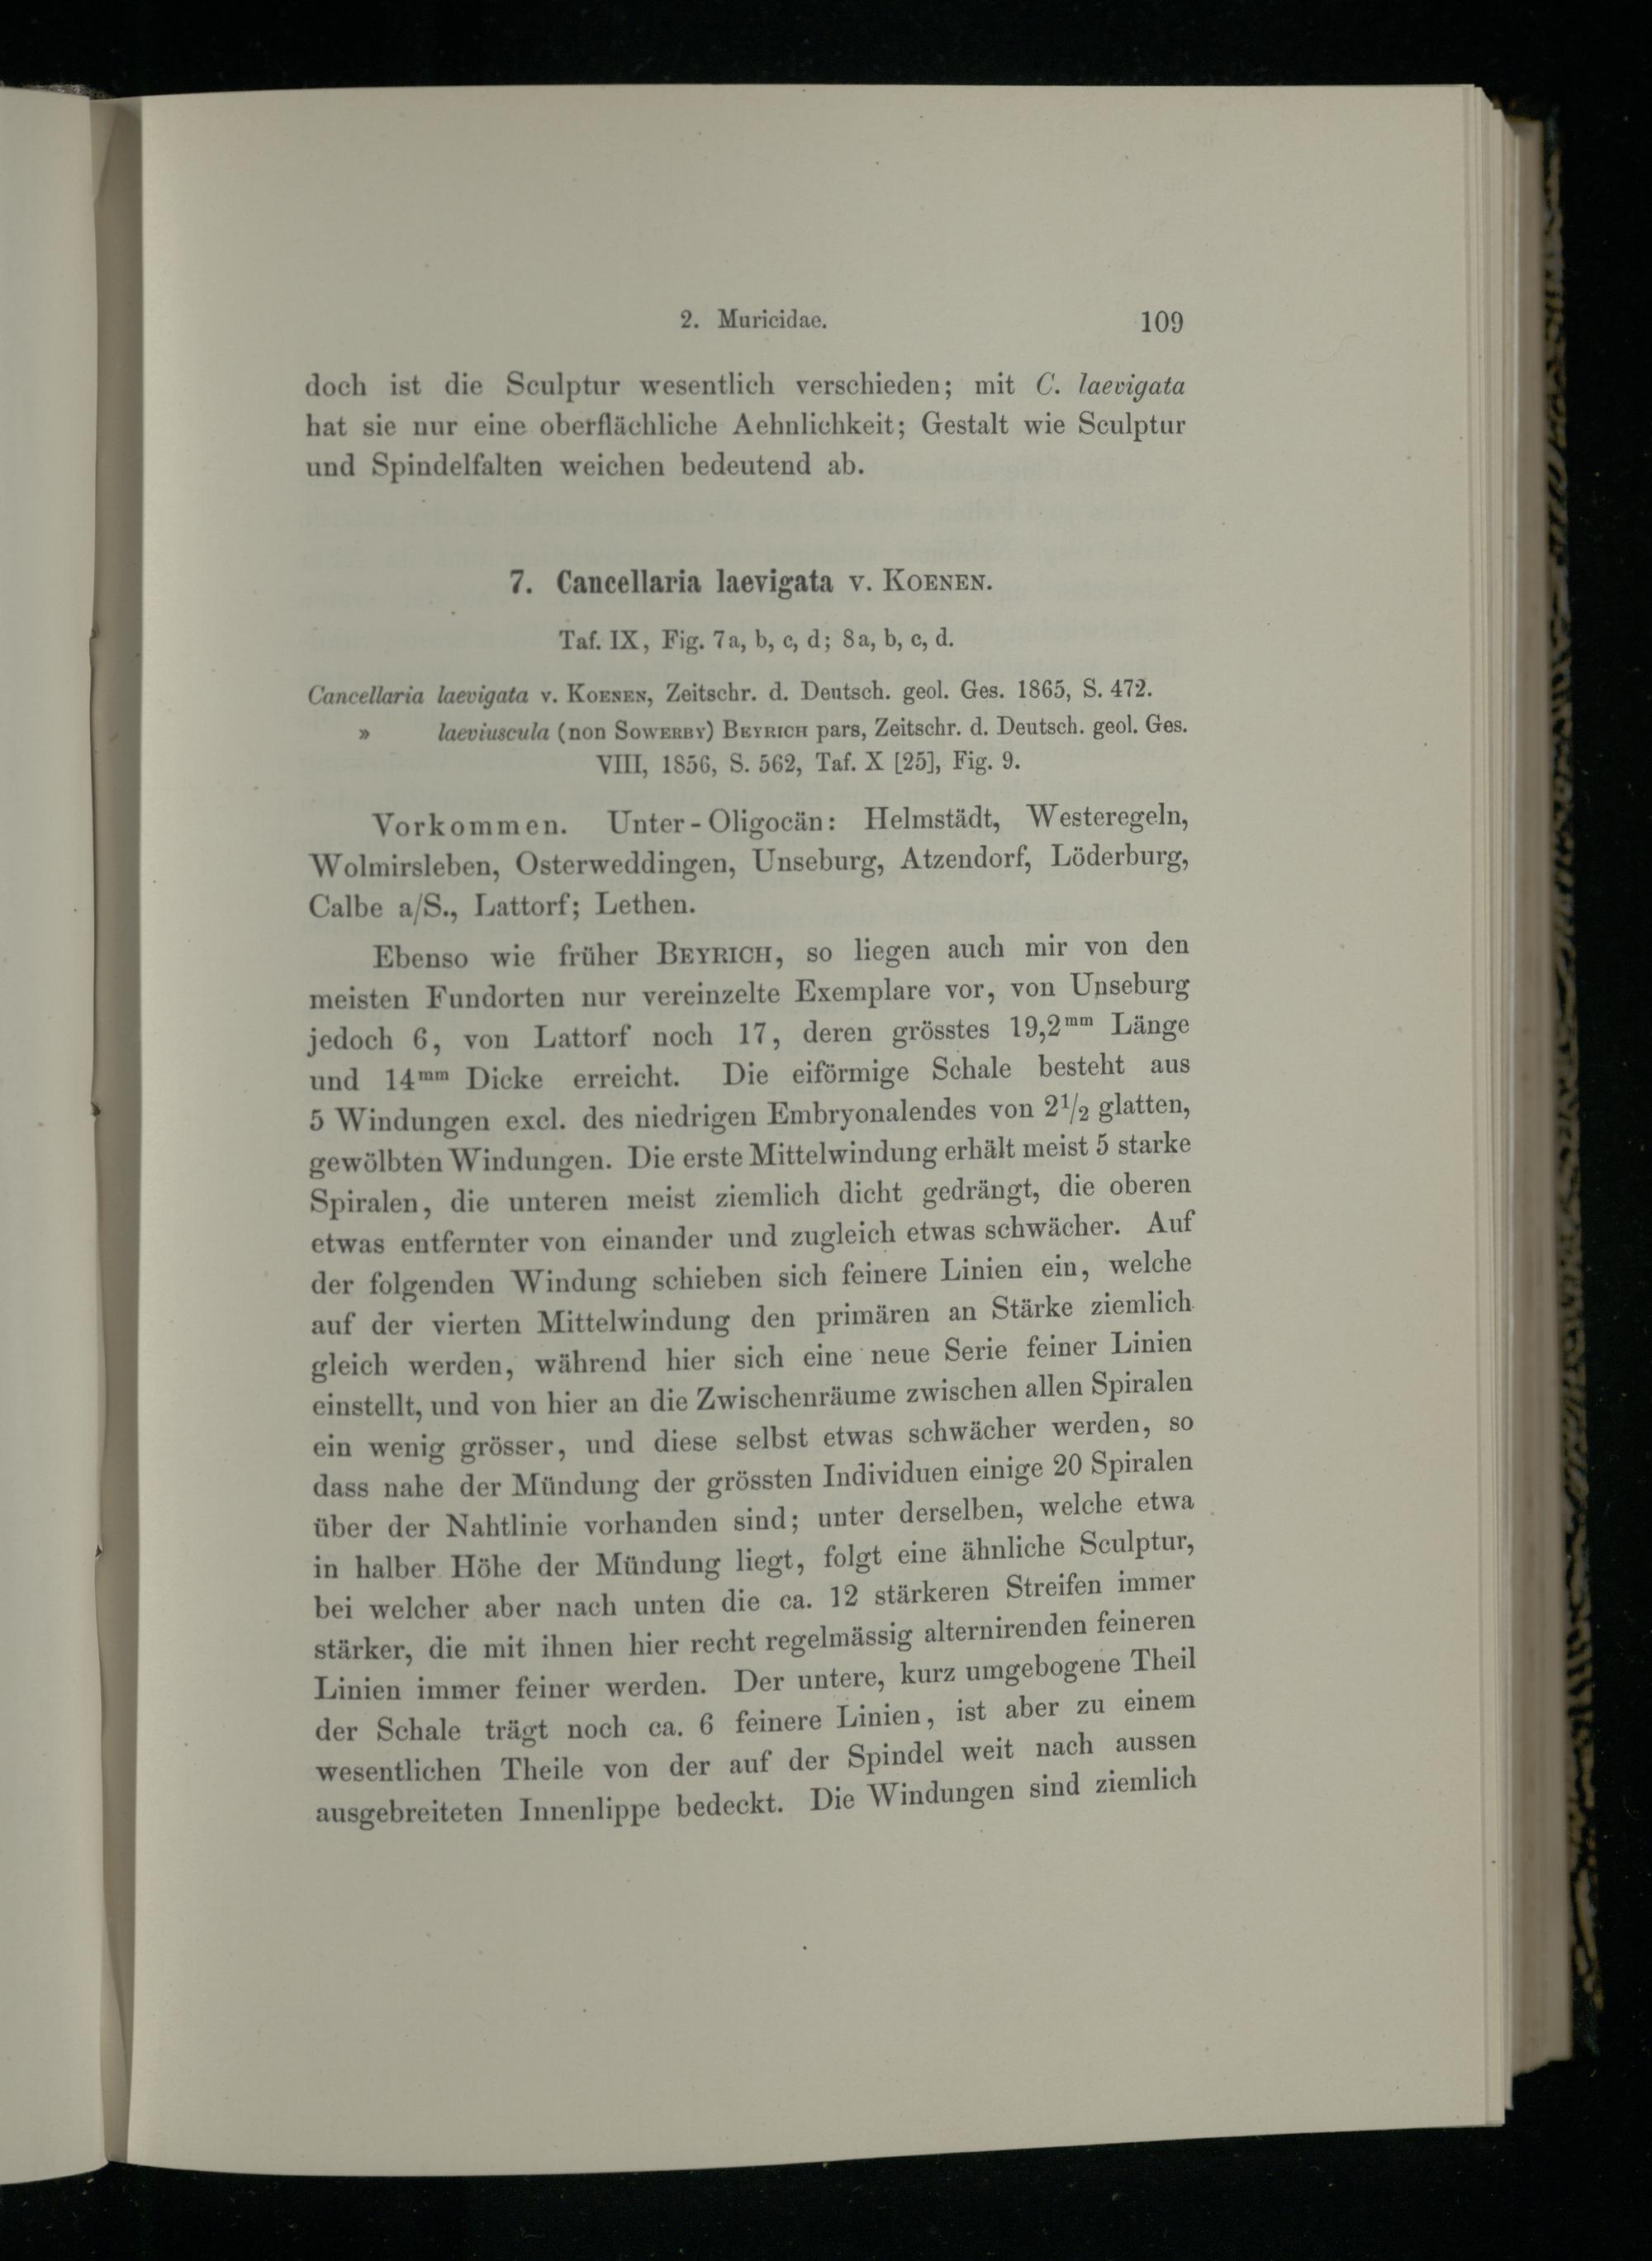 2. Muricidae. 109
doch ist die Sculptur wesentlich verschieden; mit C. laevigata
hat sie nur eine oberflächliche Aehnlichkeit; Gestalt wie Sculptur
und Spindelfalten weichen bedeutend ab.
7. Cancellaria laevigata v. KOENEN.
Taf. IX, Fig. 7a, b, c, d; 8a, b, c, d.
Cancellaria laevigata v. KOENEN, Zeitschr. d. Deutsch. geol. Ges. 1865, S. 472.
» laeviuscula (non SOWERBY) BEYRICH pars, Zeitschr. d. Deutsch. geol. Ges.
VIII, 1856, S. 562, Taf. X [25], Fig. 9.
Vorkommen. Unter-Oligocän: Helmstädt, Westeregeln,
Wolmirsleben, Osterweddingen, Unseburg, Atzendorf, Löderburg,
Calbe a/S., Lattorf; Lethen.
Ebenso wie früher BEYRICH, so liegen auch mir von den
meisten Fundorten nur vereinzelte Exemplare vor, von Unseburg
jedoch 6, von Lattorf noch 17, deren grösstes 19,2mm Länge
und 14mm Dicke erreicht. Die eiförmige Schale besteht aus
5 Windungen excl. des niedrigen Embryonalendes von 2 1/2 glatten,
gewölbten Windungen. Die erste Mittelwindung erhält meist 5 starke
Spiralen, die unteren meist ziemlich dicht gedrängt, die oberen
etwas entfernter von einander und zugleich etwas schwächer. Auf
der folgenden Windung schieben sich feinere Linien ein, welche
auf der vierten Mittelwindung den primären an Stärke ziemlich
gleich werden, während hier sich eine neue Serie feiner Linien
einstellt, und von hier an die Zwischenräume zwischen allen Spiralen
ein wenig grösser, und diese selbst etwas schwächer werden, so
dass nahe der Mündung der grössten Individuen einige 20 Spiralen
über der Nahtlinie vorhanden sind; unter derselben, welche etwa
in halber Höhe der Mündung liegt, folgt eine ähnliche Sculptur,
bei welcher aber nach unten die ca. 12 stärkeren Streifen immer
stärker, die mit ihnen hier recht regelmässig alternirenden feineren
Linien immer feiner werden. Der untere, kurz umgebogene Theil
der Schale trägt noch ca. 6 feinere Linien, ist aber zu einem
wesentlichen Theile von der auf der Spindel weit nach aussen
ausgebreiteten Innenlippe bedeckt. Die Windungen sind ziemlich